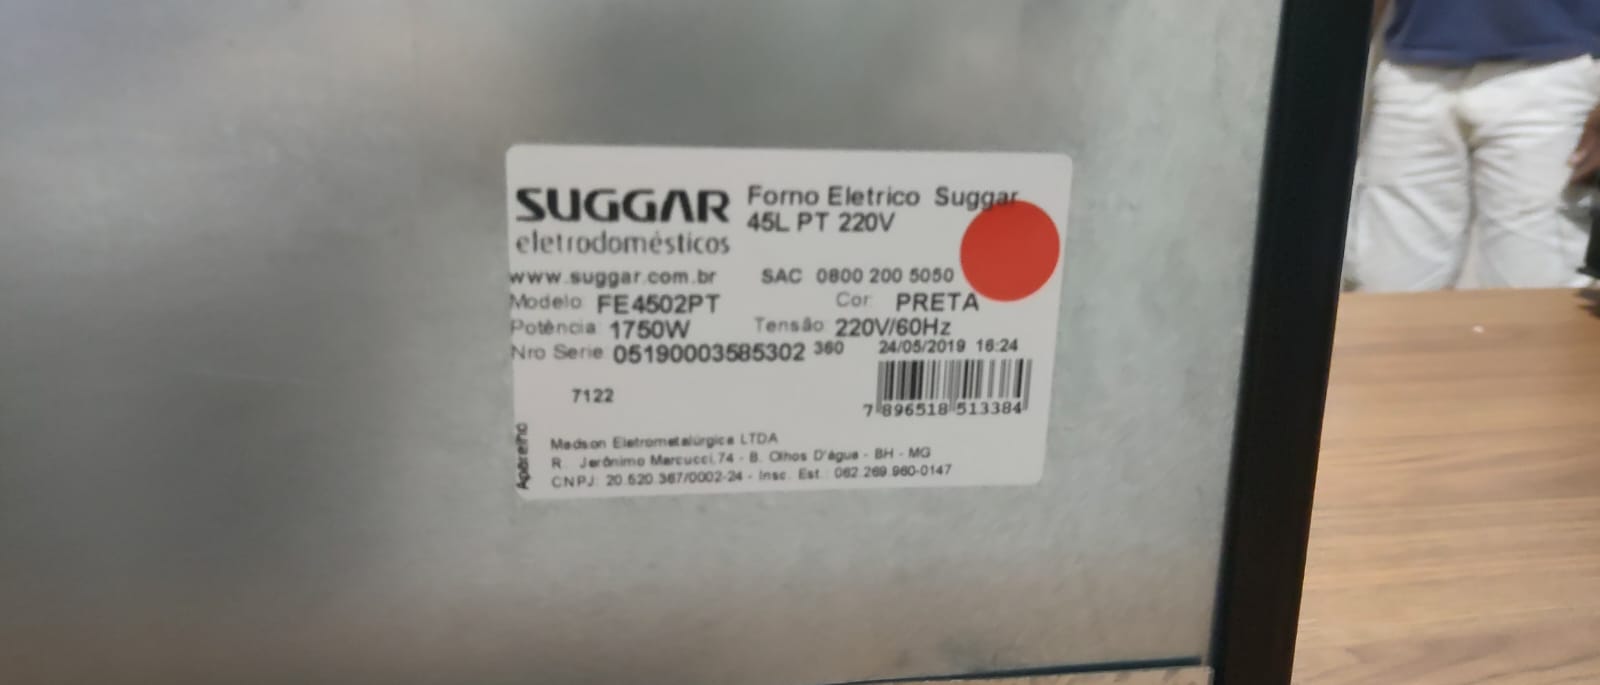 SUGGAR
eletrodomésticos
Forno Eletrico Suggar
45L PT 220V
www.suggar.com.br SAC 0800 200 5050
Modelo FE4502PT Cor: PRETA
Potência 1750W Tensão 220V/60Hz
Nro Serie 05190003585302 360 24/05/2019 16:24
7122
7 896518 513384
Aparelho
Madson Eletrometalúrgica LTDA
R. Jerônimo Marcucci,74 - B. Olhos D'água - BH - MG
CNPJ: 20.520.367/0002-24 - Insc. Est.: 062.269.960-0147